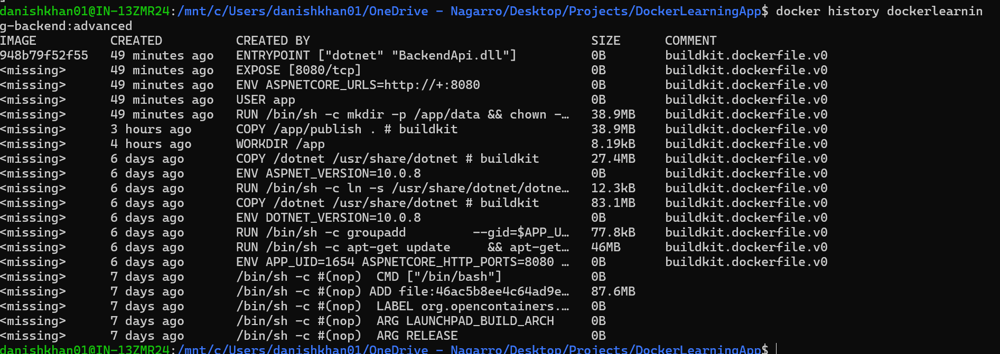 danishkhan01@IN-13ZMR24:/mnt/c/Users/danishkhan01/OneDrive - Nagarro/Desktop/Projects/DockerLearningApp$ docker history dockerlearnin
g-backend:advanced
IMAGE CREATED CREATED BY SIZE COMMENT
948b79f52f55 49 minutes ago ENTRYPOINT ["dotnet" "BackendApi.dll"] 0B buildkit.dockerfile.v0
<missing> 49 minutes ago EXPOSE [8080/tcp] 0B buildkit.dockerfile.v0
<missing> 49 minutes ago ENV ASPNETCORE_URLS=http://+:8080 0B buildkit.dockerfile.v0
<missing> 49 minutes ago USER app 0B buildkit.dockerfile.v0
<missing> 49 minutes ago RUN /bin/sh -c mkdir -p /app/data && chown -… 38.9MB buildkit.dockerfile.v0
<missing> 3 hours ago COPY /app/publish . # buildkit 38.9MB buildkit.dockerfile.v0
<missing> 4 hours ago WORKDIR /app 8.19kB buildkit.dockerfile.v0
<missing> 6 days ago COPY /dotnet /usr/share/dotnet # buildkit 27.4MB buildkit.dockerfile.v0
<missing> 6 days ago ENV ASPNET_VERSION=10.0.8 0B buildkit.dockerfile.v0
<missing> 6 days ago RUN /bin/sh -c ln -s /usr/share/dotnet/dotne… 12.3kB buildkit.dockerfile.v0
<missing> 6 days ago COPY /dotnet /usr/share/dotnet # buildkit 83.1MB buildkit.dockerfile.v0
<missing> 6 days ago ENV DOTNET_VERSION=10.0.8 0B buildkit.dockerfile.v0
<missing> 6 days ago RUN /bin/sh -c groupadd --gid=$APP_U… 77.8kB buildkit.dockerfile.v0
<missing> 6 days ago RUN /bin/sh -c apt-get update && apt-get… 46MB buildkit.dockerfile.v0
<missing> 6 days ago ENV APP_UID=1654 ASPNETCORE_HTTP_PORTS=8080 … 0B buildkit.dockerfile.v0
<missing> 7 days ago /bin/sh -c #(nop) CMD ["/bin/bash"] 0B
<missing> 7 days ago /bin/sh -c #(nop) ADD file:46ac5b8ee4c64ad9e… 87.6MB
<missing> 7 days ago /bin/sh -c #(nop) LABEL org.opencontainers.… 0B
<missing> 7 days ago /bin/sh -c #(nop) ARG LAUNCHPAD_BUILD_ARCH 0B
<missing> 7 days ago /bin/sh -c #(nop) ARG RELEASE 0B
danishkhan01@IN-13ZMR24:/mnt/c/Users/danishkhan01/OneDrive - Nagarro/Desktop/Projects/DockerLearningApp$